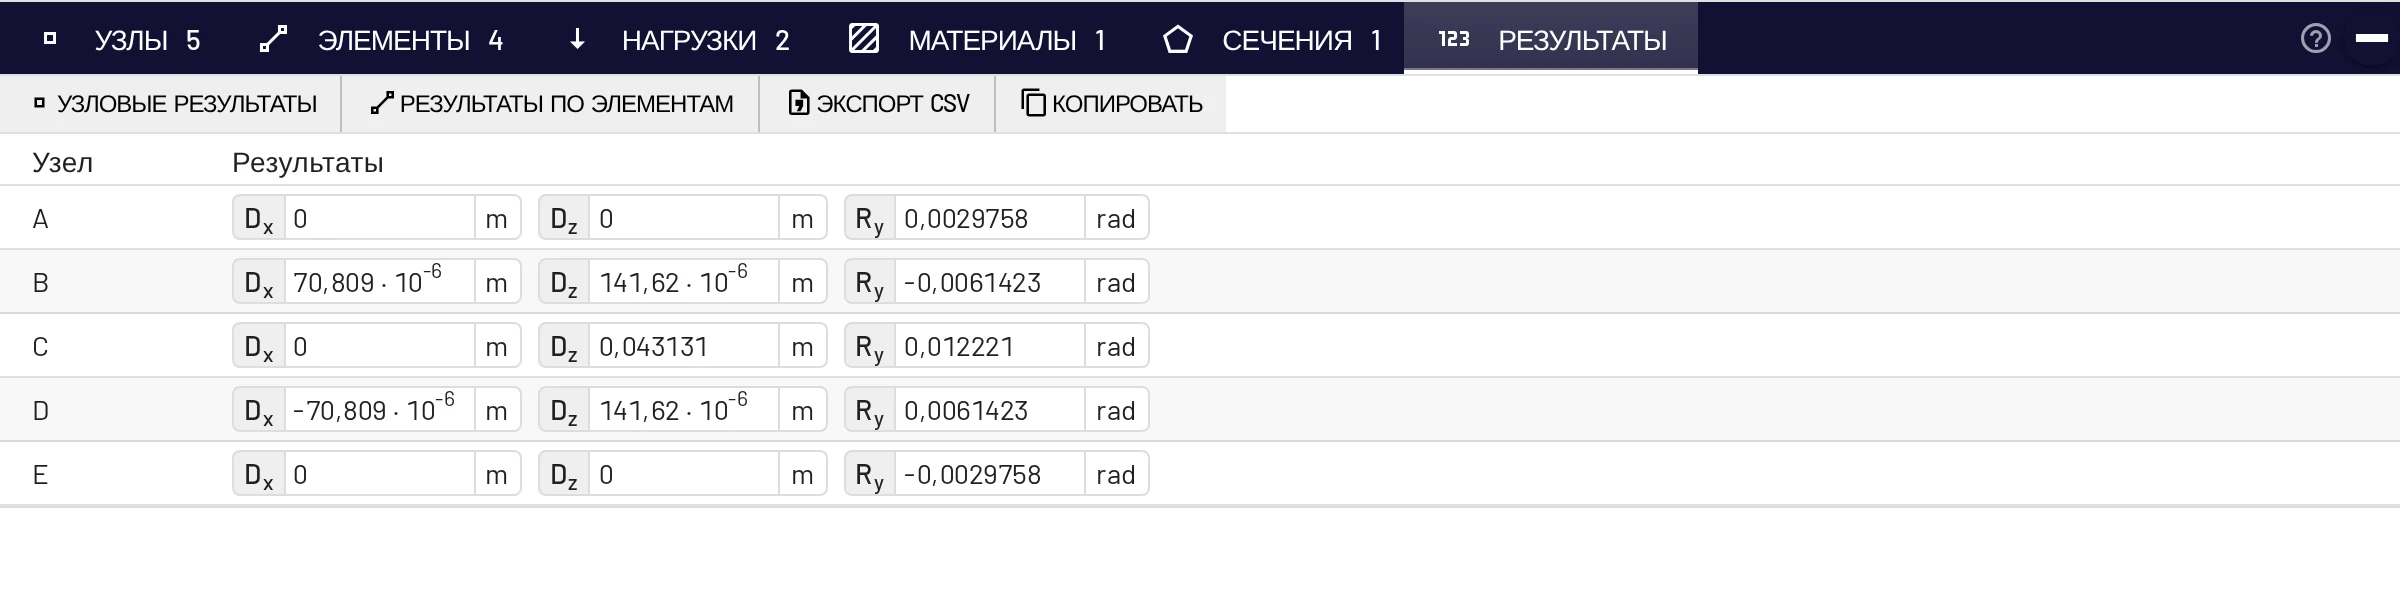 УЗЛЫ 5 ЭЛЕМЕНТЫ 4 НАГРУЗКИ 2 МАТЕРИАЛЫ 1 СЕЧЕНИЯ 1 123 РЕЗУЛЬТАТЫ ?
УЗЛОВЫЕ РЕЗУЛЬТАТЫ РЕЗУЛЬТАТЫ ПО ЭЛЕМЕНТАМ ЭКСПОРТ CSV КОПИРОВАТЬ
Узел Результаты
A Dx 0 m Dz 0 m Ry 0,0029758 rad
B Dx 70,809 · 10⁻⁶ m Dz 141,62 · 10⁻⁶ m Ry -0,0061423 rad
C Dx 0 m Dz 0,043131 m Ry 0,012221 rad
D Dx -70,809 · 10⁻⁶ m Dz 141,62 · 10⁻⁶ m Ry 0,0061423 rad
E Dx 0 m Dz 0 m Ry -0,0029758 rad